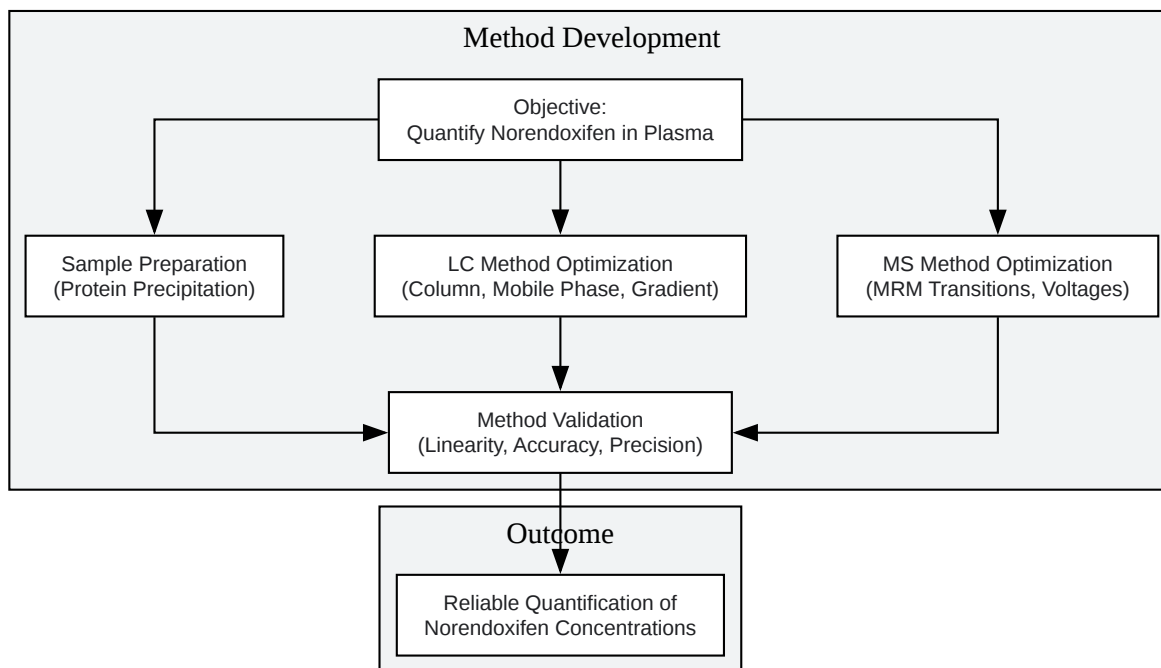 Method Development
Objective:
Quantify Norendoxifen in Plasma
Sample Preparation
(Protein Precipitation)
LC Method Optimization
(Column, Mobile Phase, Gradient)
MS Method Optimization
(MRM Transitions, Voltages)
Method Validation
(Linearity, Accuracy, Precision)
Outcome
Reliable Quantification of
Norendoxifen Concentrations